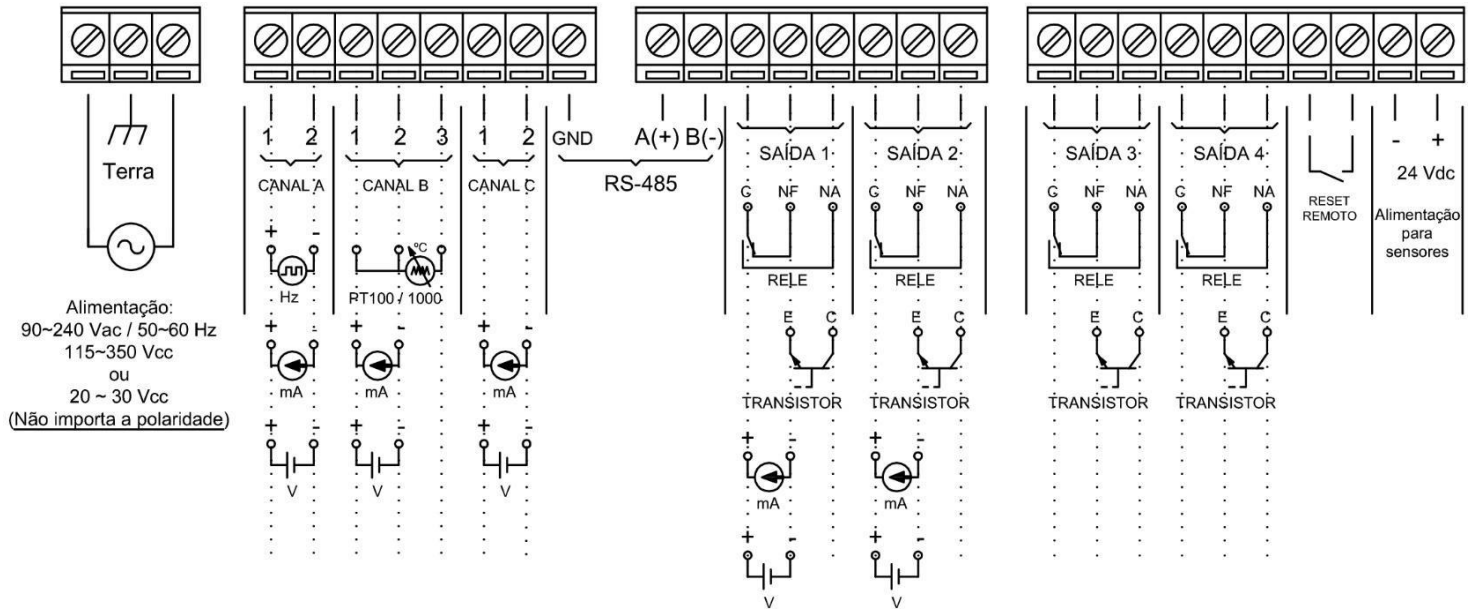 Terra
Alimentação:
90~240 Vac / 50~60 Hz
115~350 Vcc
ou
20 ~ 30 Vcc
(Não importa a polaridade)
1 2 1 2 3 1 2 GND
CANAL A CANAL B CANAL C
+ -
Hz
ºC
PT100 / 1000
+ - + - + -
mA mA mA
+ - + - + -
V V V
A(+) B(-)
RS-485
SAÍDA 1 SAÍDA 2
C NF NA C NF NA
RELE RELE
E C E C
TRANSISTOR TRANSISTOR
+ - + -
mA mA
+ - + -
V V
SAÍDA 3 SAÍDA 4
C NF NA C NF NA
RELE RELE
E C E C
TRANSISTOR TRANSISTOR
RESET
REMOTO
- +
24 Vdc
Alimentação
para
sensores